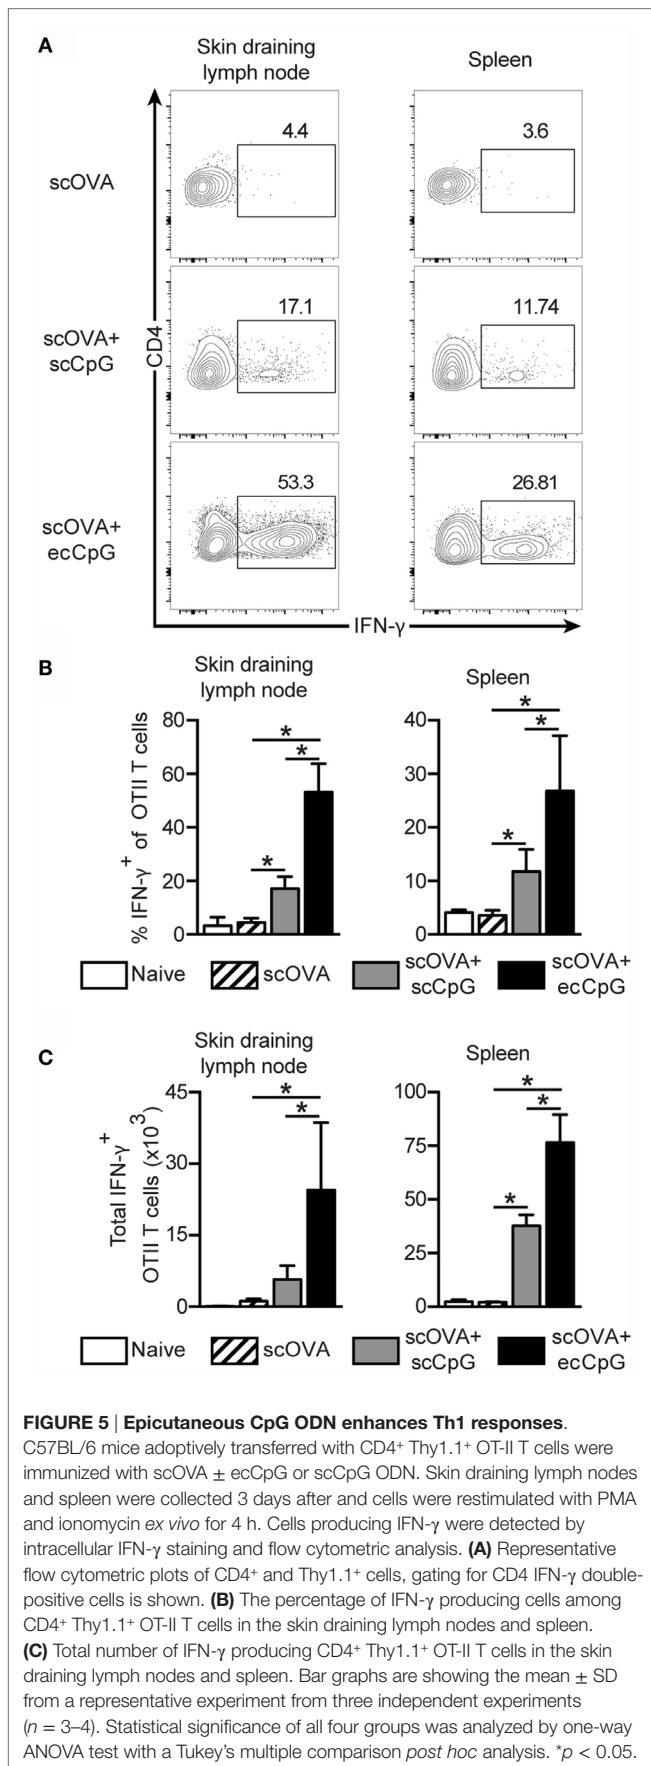 A
Skin draining
lymph node
Spleen
scOVA
4.4
3.6
scOVA+
scCpG
17.1
11.74
CD4
scOVA+
ecCpG
53.3
26.81
IFN-γ
B
Skin draining
lymph node
Spleen
% IFN-γ+ of OTII T cells
80
60
40
20
0
* * *
40
30
20
10
0
* * *
Naive scOVA scOVA+ scCpG scOVA+ ecCpG
C
Skin draining
lymph node
Spleen
Total IFN-γ+
OTII T cells (x10³)
45
30
15
0
* *
100
75
50
25
0
* * *
Naive scOVA scOVA+ scCpG scOVA+ ecCpG
FIGURE 5 | Epicutaneous CpG ODN enhances Th1 responses.
C57BL/6 mice adoptively transferred with CD4+ Thy1.1+ OT-II T cells were
immunized with scOVA ± ecCpG or scCpG ODN. Skin draining lymph nodes
and spleen were collected 3 days after and cells were restimulated with PMA
and ionomycin ex vivo for 4 h. Cells producing IFN-γ were detected by
intracellular IFN-γ staining and flow cytometric analysis. (A) Representative
flow cytometric plots of CD4+ and Thy1.1+ cells, gating for CD4 IFN-γ double-
positive cells is shown. (B) The percentage of IFN-γ producing cells among
CD4+ Thy1.1+ OT-II T cells in the skin draining lymph nodes and spleen.
(C) Total number of IFN-γ producing CD4+ Thy1.1+ OT-II T cells in the skin
draining lymph nodes and spleen. Bar graphs are showing the mean ± SD
from a representative experiment from three independent experiments
(n = 3–4). Statistical significance of all four groups was analyzed by one-way
ANOVA test with a Tukey's multiple comparison post hoc analysis. *p < 0.05.